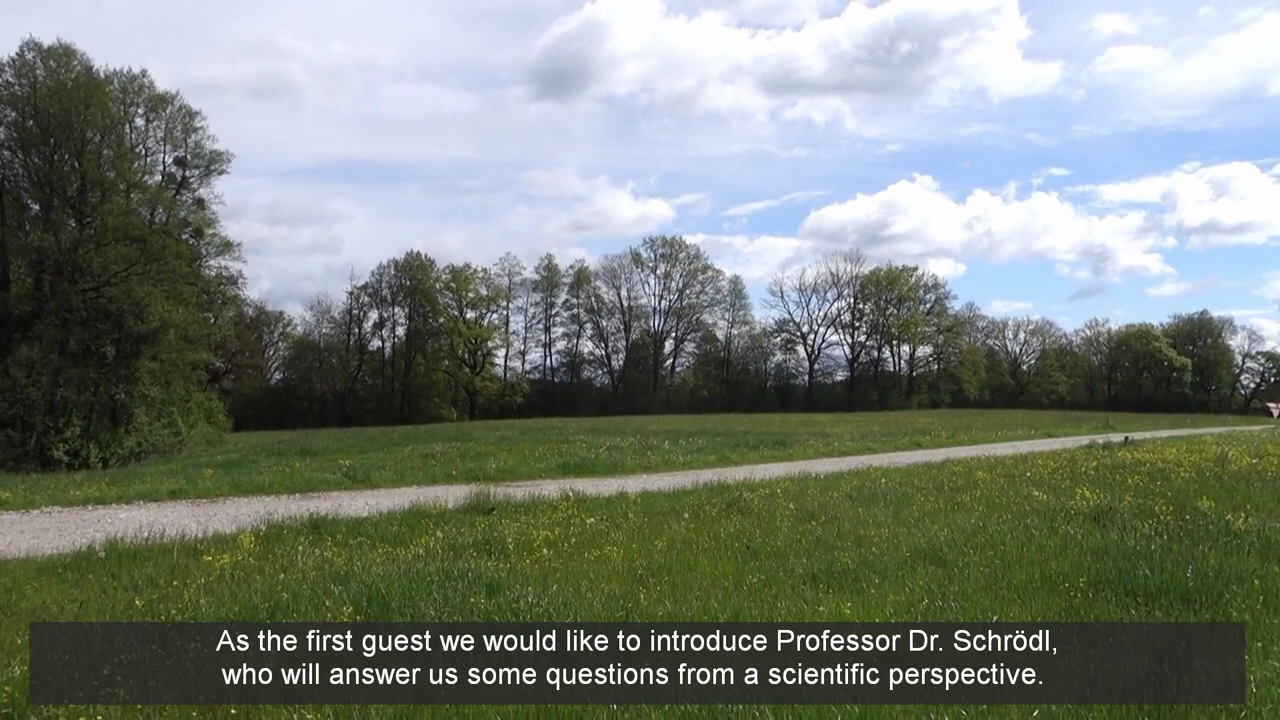 As the first guest we would like to introduce Professor Dr. Schrödl,
who will answer us some questions from a scientific perspective.